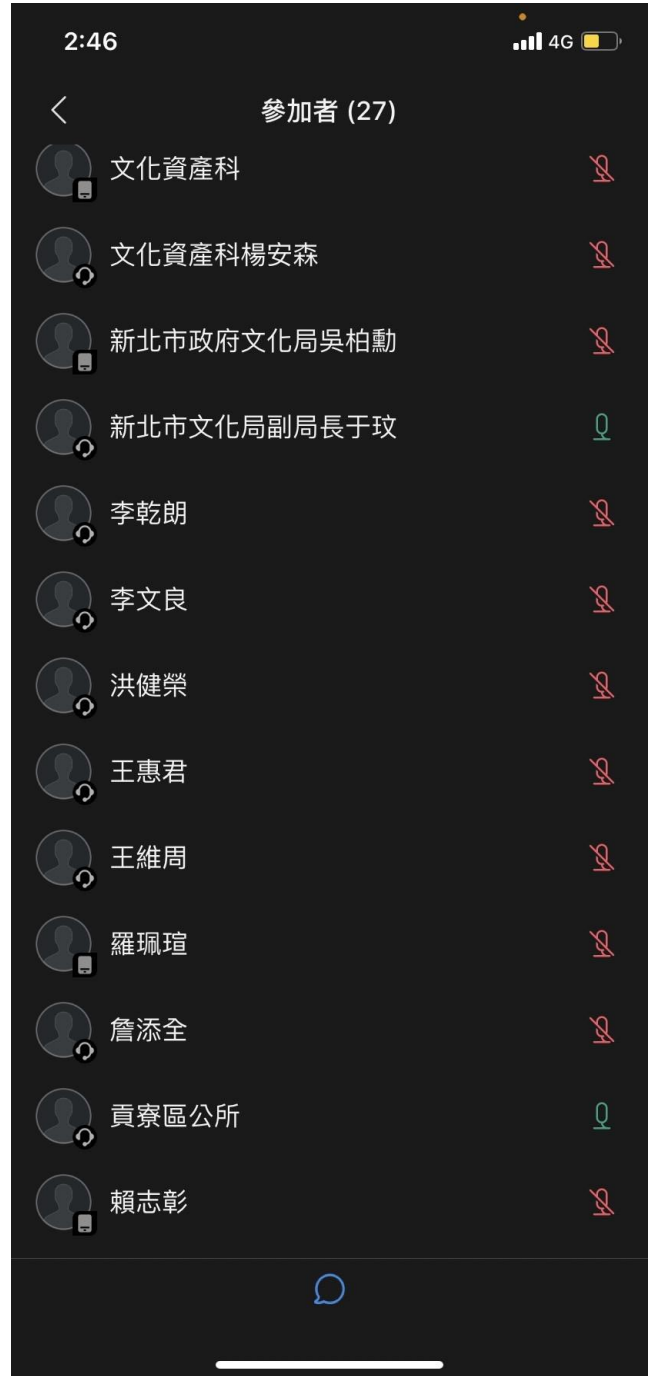 2:46
4G
參加者 (27)
文化資產科
文化資產科楊安森
新北市政府文化局吳柏勳
新北市文化局副局長于玟
李乾朗
李文良
洪健榮
王惠君
王維周
羅珮瑄
詹添全
貢寮區公所
賴志彰